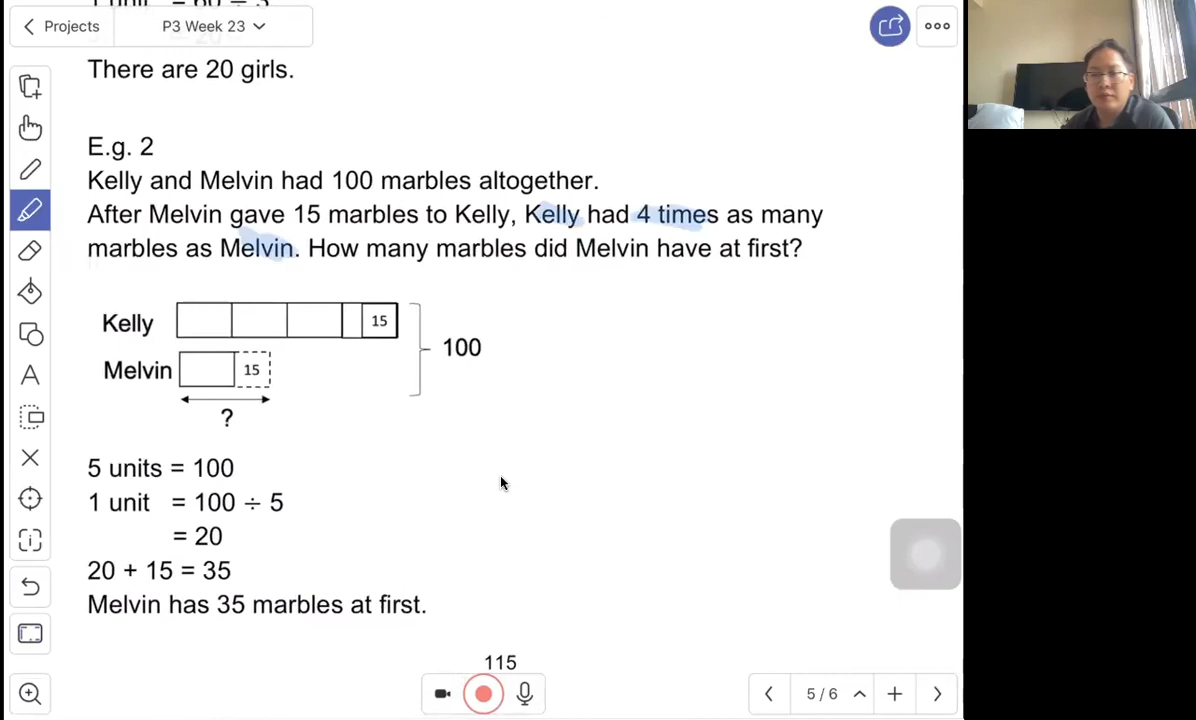 Projects
P3 Week 23
There are 20 girls.
E.g. 2
Kelly and Melvin had 100 marbles altogether.
After Melvin gave 15 marbles to Kelly, Kelly had 4 times as many
marbles as Melvin. How many marbles did Melvin have at first?
Kelly 15
100
Melvin 15
?
5 units = 100
1 unit = 100 ÷ 5
= 20
20 + 15 = 35
Melvin has 35 marbles at first.
115
5 / 6